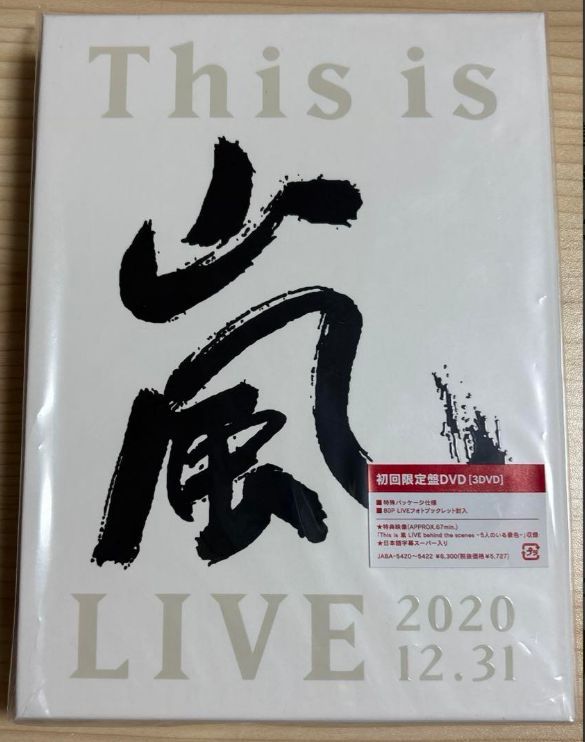 This is
嵐
初回限定盤DVD [3DVD]
■特殊パッケージ仕様
■80P LIVEフォトブックレット封入
★特典映像(APPROX.67min.)
「This is 嵐 LIVE behind the scenes ~5人のいる景色~」収録
★日本語字幕スーパー入り
JABA-5420~5422 ¥6,300(税抜価格 ¥5,727)
LIVE 2020
12.31